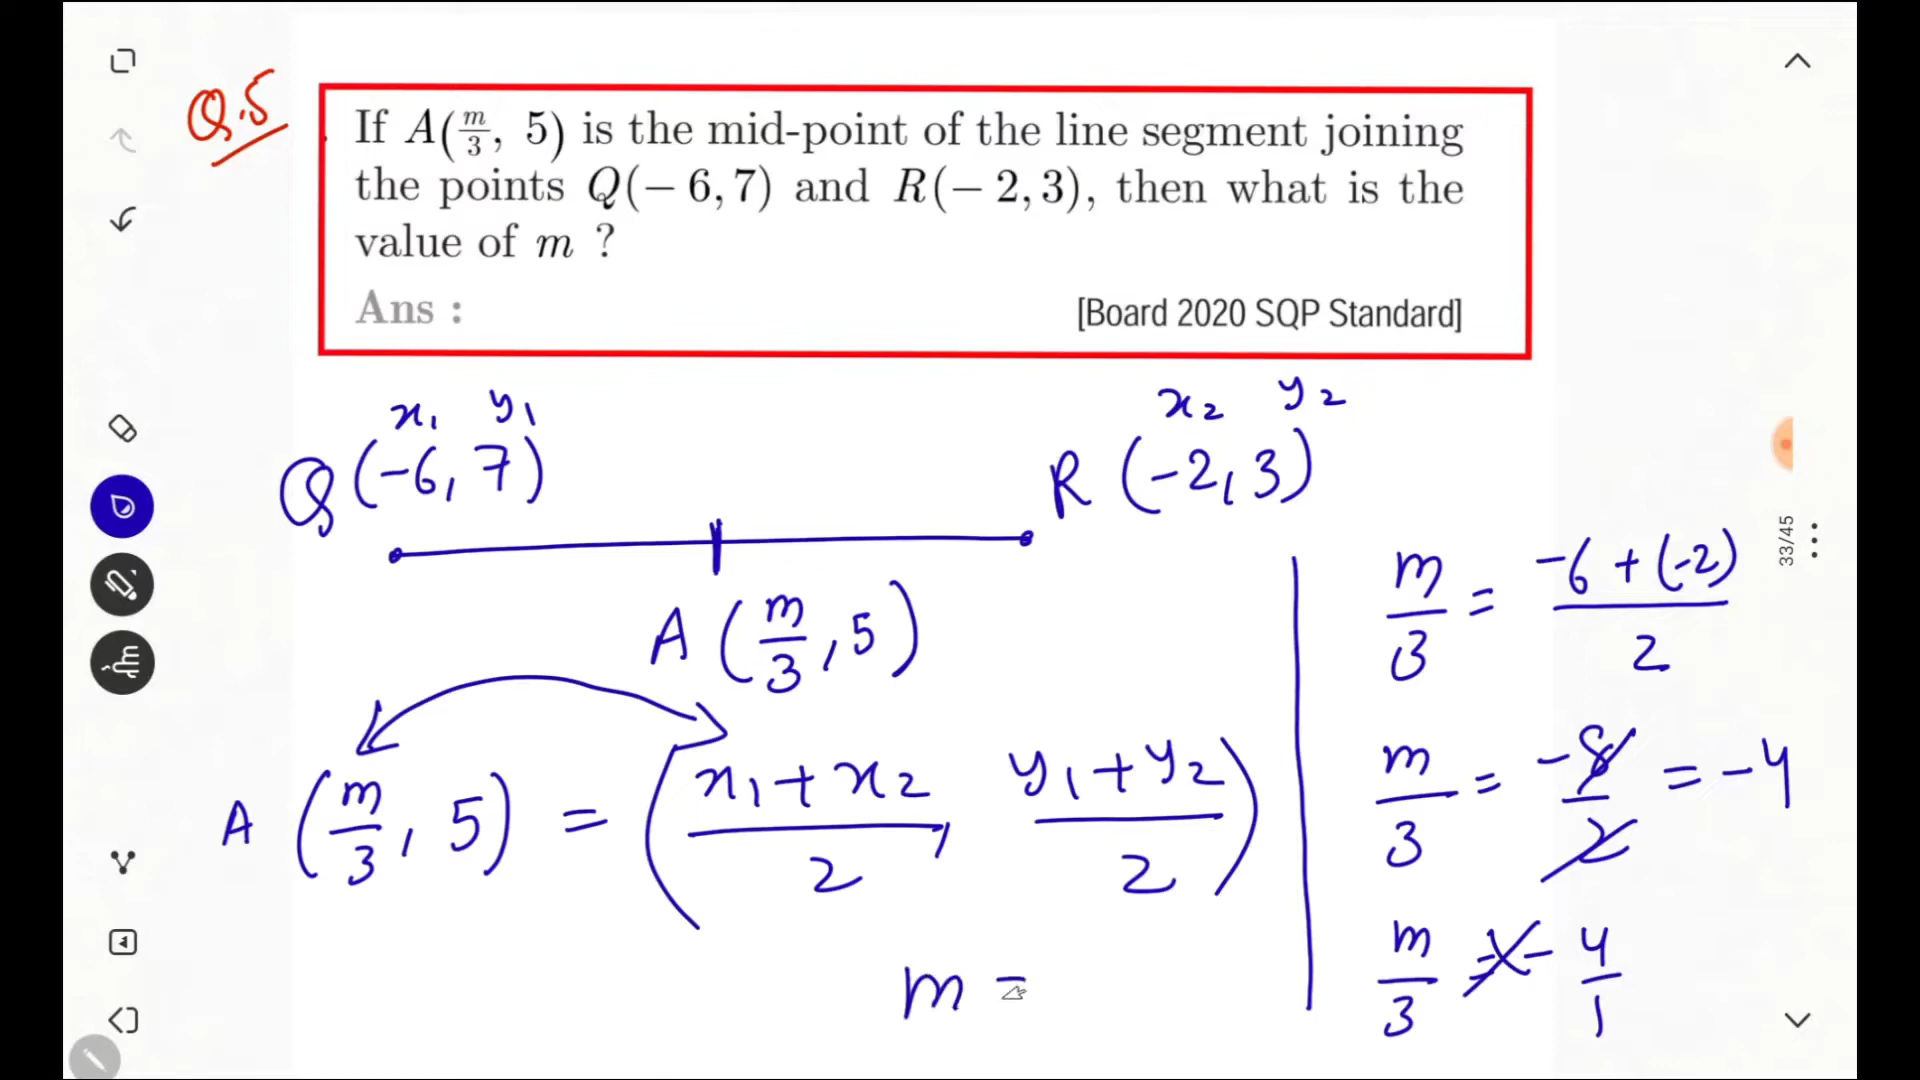 Q.5
If A(m/3, 5) is the mid-point of the line segment joining
the points Q(− 6, 7) and R(− 2, 3), then what is the
value of m ?
Ans :
[Board 2020 SQP Standard]
x₁ y₁
x₂ y₂
Q (-6, 7)
R (-2, 3)
A (m/3, 5)
A (m/3, 5) = (x₁+x₂/2, y₁+y₂/2)
m =
m/3 = -6 + (-2)/2
m/3 = -8/2 = -4
m/3 = - 4/1
33/45